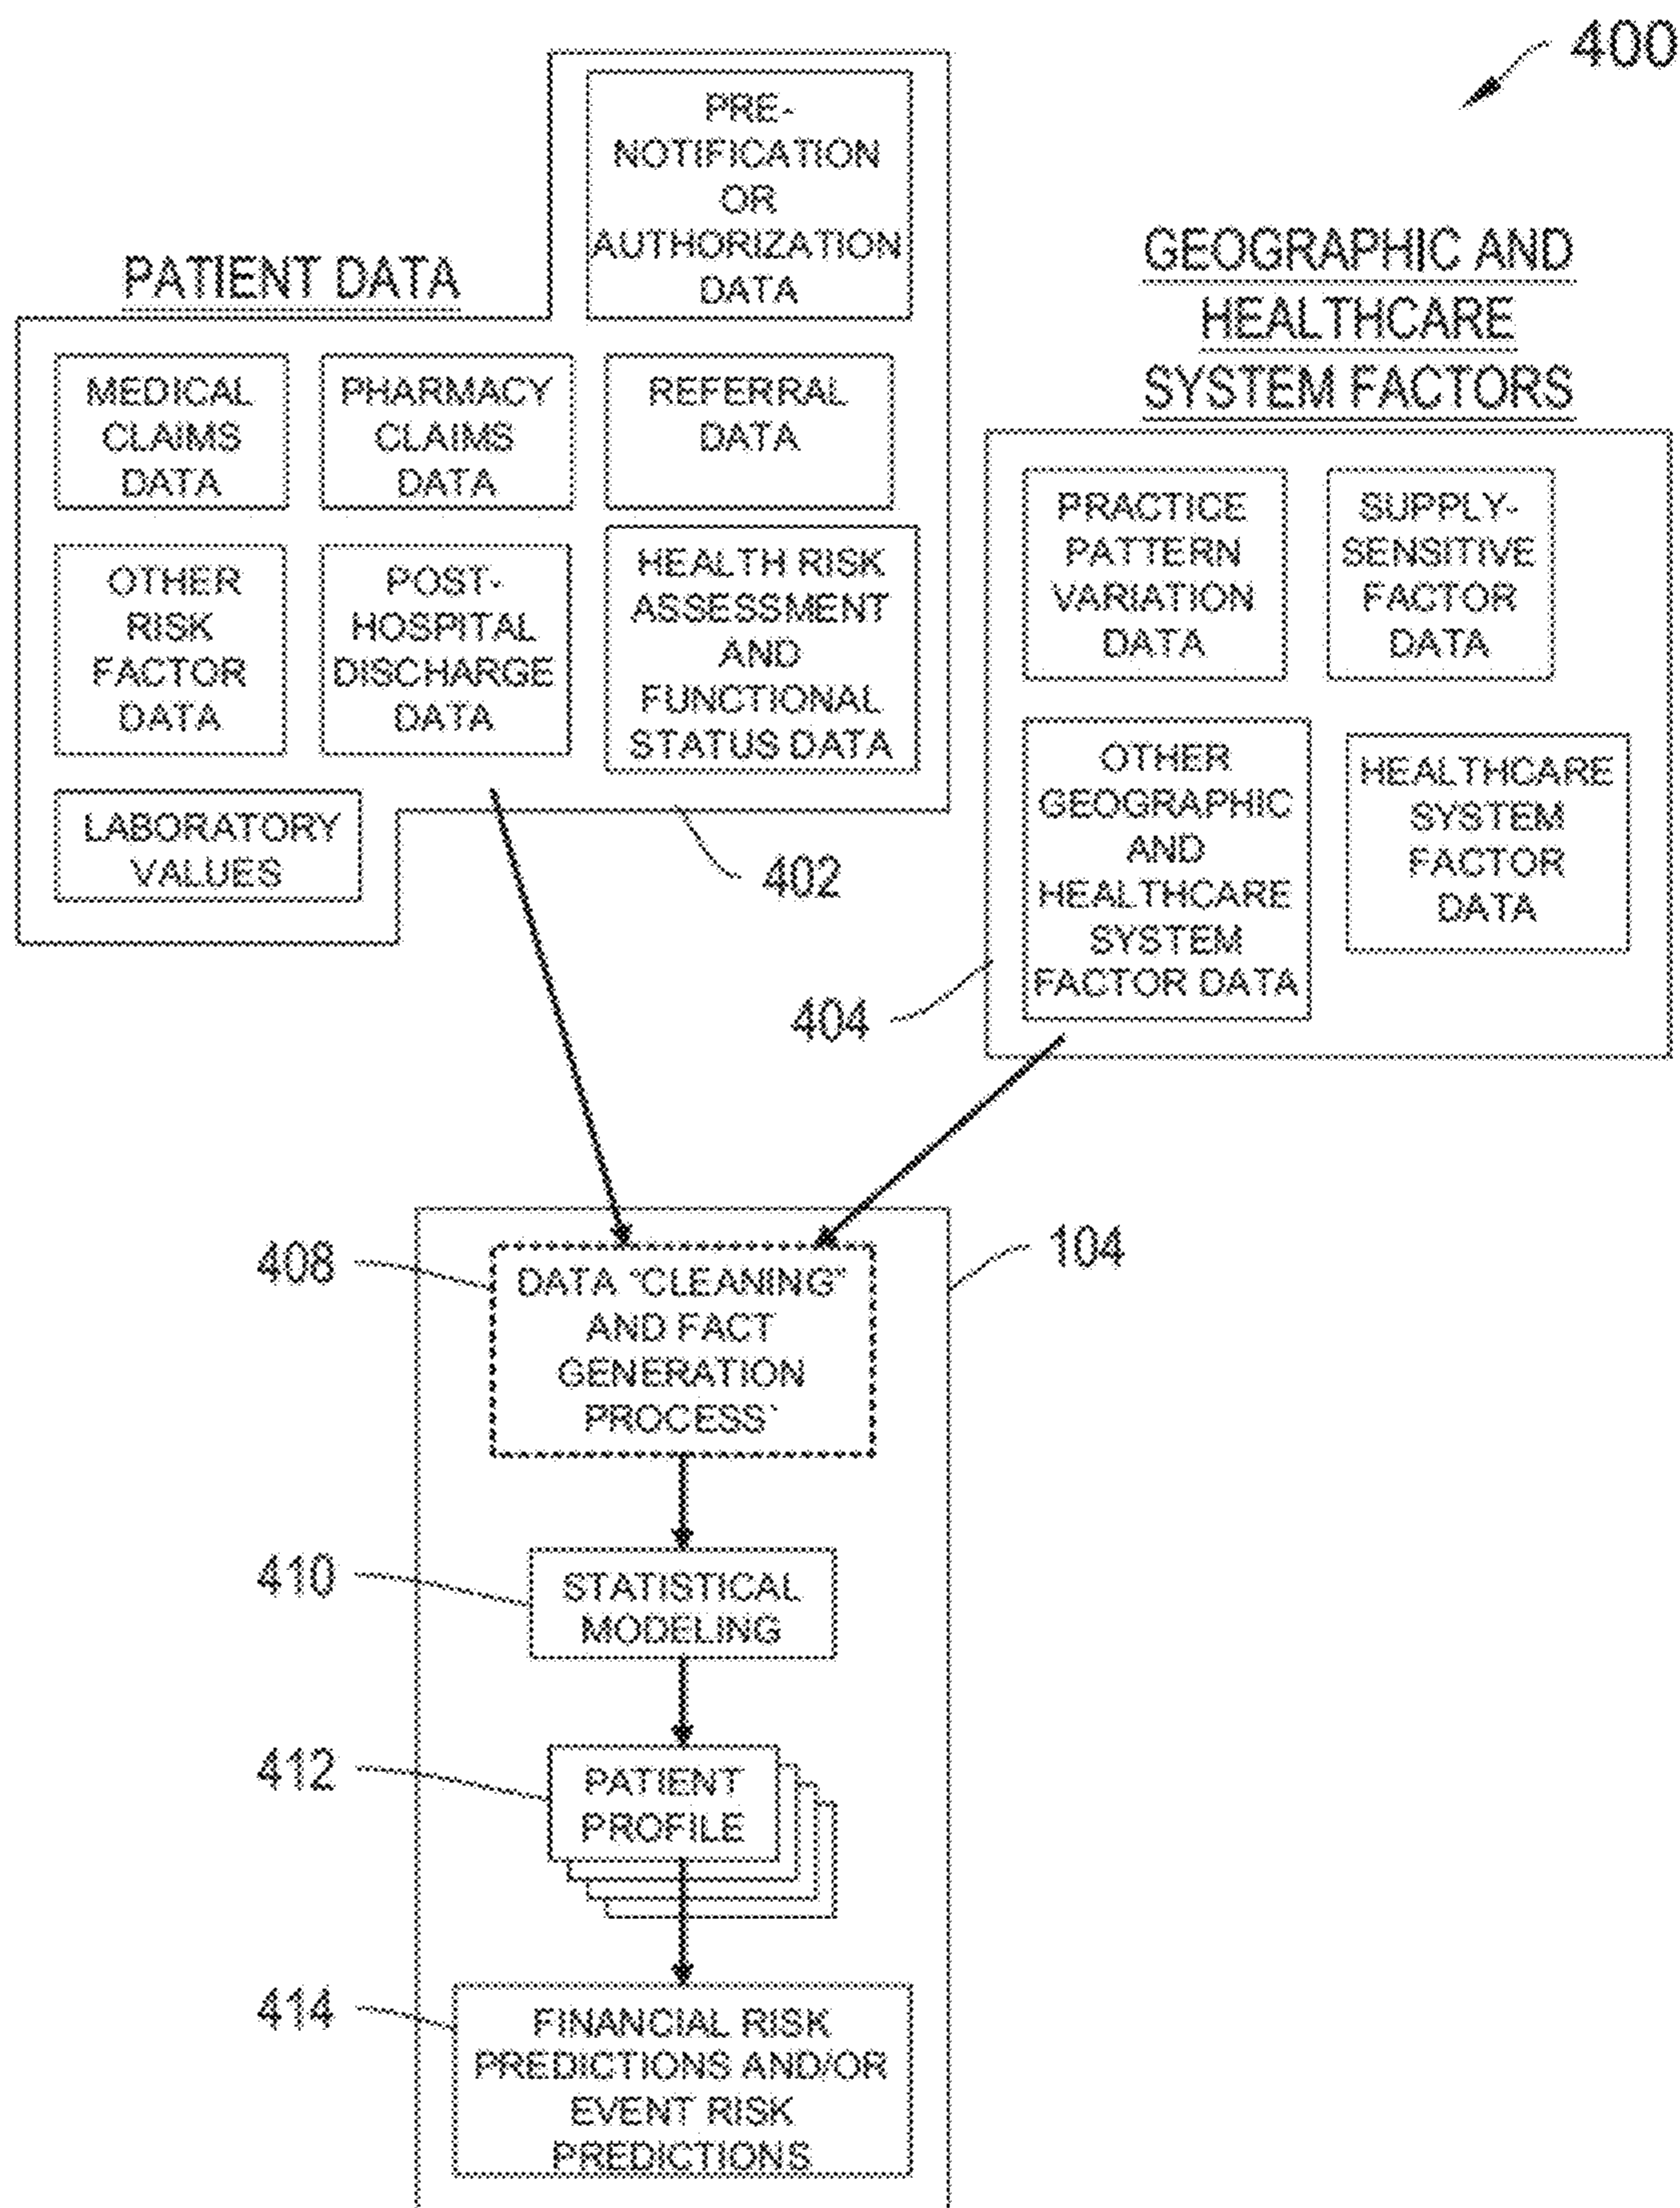 400
PRE-
NOTIFICATION
OR
AUTHORIZATION
DATA
PATIENT DATA
MEDICAL
CLAIMS
DATA
PHARMACY
CLAIMS
DATA
REFERRAL
DATA
OTHER
RISK
FACTOR
DATA
POST-
HOSPITAL
DISCHARGE
DATA
HEALTH RISK
ASSESSMENT
AND
FUNCTIONAL
STATUS DATA
LABORATORY
VALUES
402
GEOGRAPHIC AND
HEALTHCARE
SYSTEM FACTORS
PRACTICE
PATTERN
VARIATION
DATA
SUPPLY-
SENSITIVE
FACTOR
DATA
OTHER
GEOGRAPHIC
AND
HEALTHCARE
SYSTEM
FACTOR DATA
HEALTHCARE
SYSTEM
FACTOR
DATA
404
408
DATA "CLEANING"
AND FACT
GENERATION
PROCESS`
104
410
STATISTICAL
MODELING
412
PATIENT
PROFILE
414
FINANCIAL RISK
PREDICTIONS AND/OR
EVENT RISK
PREDICTIONS